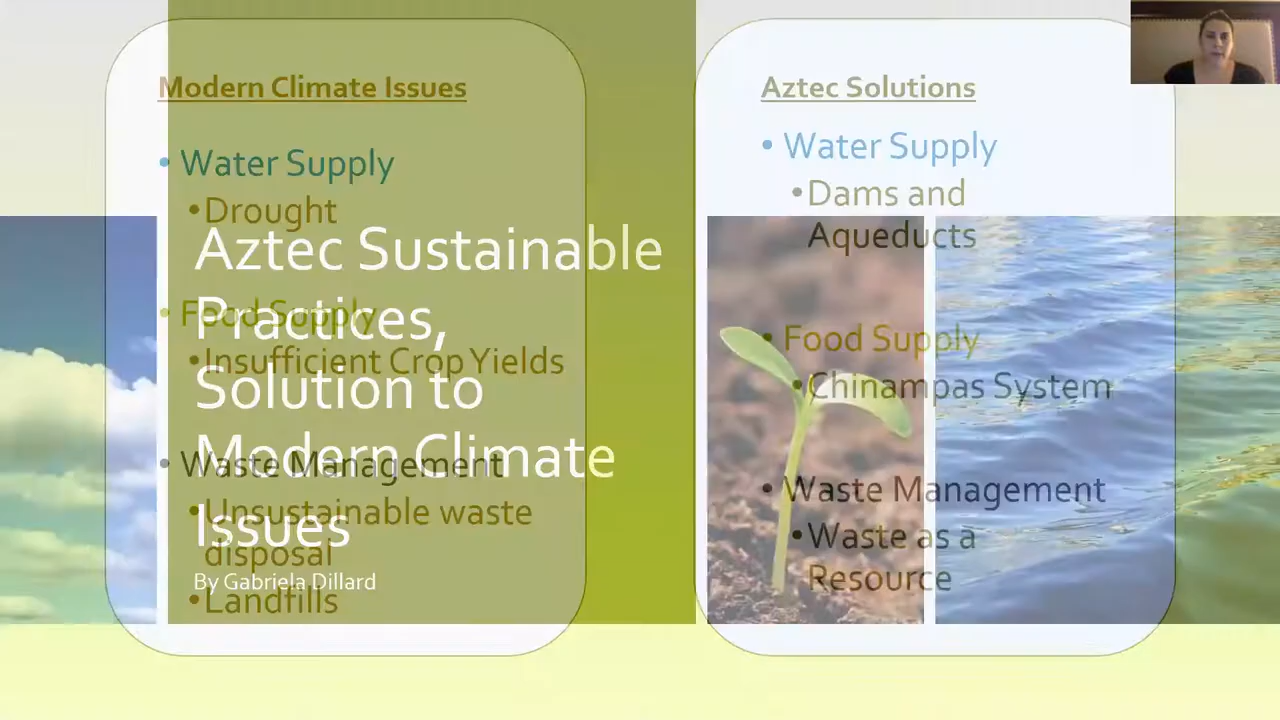 Aztec Sustainable
Practices,
Solution to
Modern Climate
Issues
By Gabriela Dillard
Modern Climate Issues
• Water Supply
•Drought
• Food Supply
•Insufficient Crop Yields
• Waste Management
•Unsustainable waste
disposal
•Landfills
Aztec Solutions
• Water Supply
•Dams and
Aqueducts
• Food Supply
•Chinampas System
• Waste Management
•Waste as a
Resource